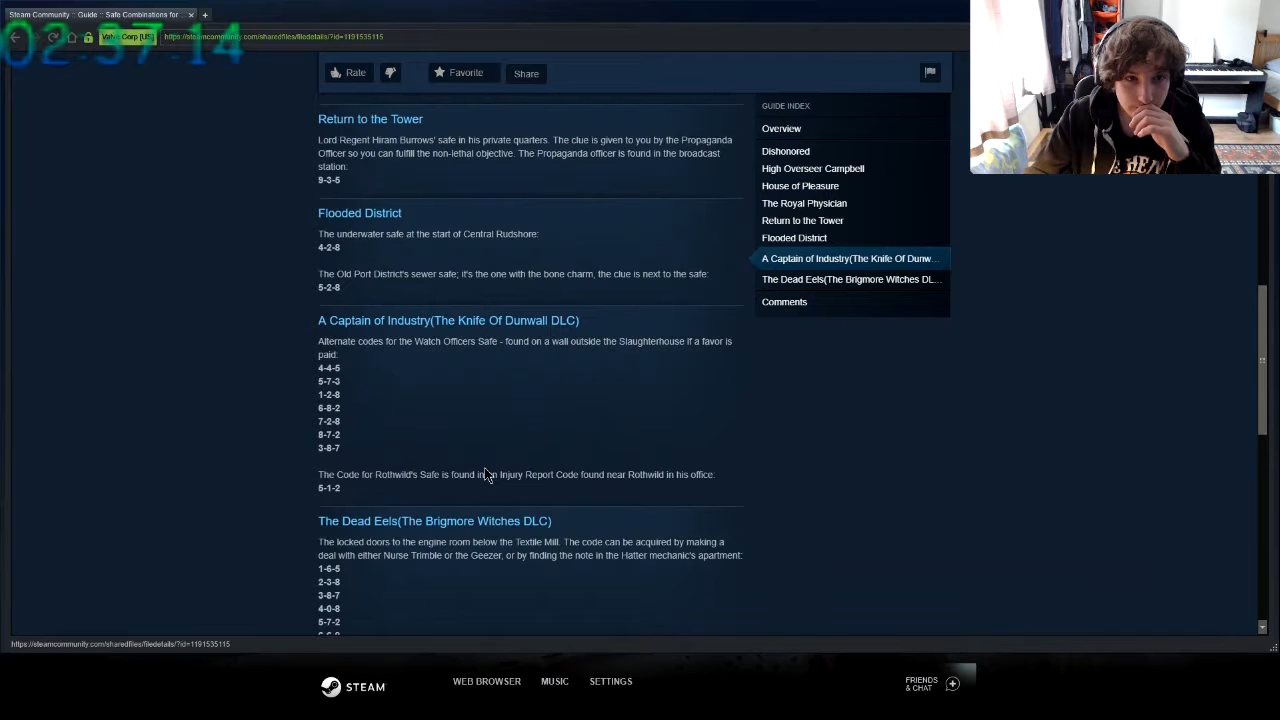 Steam Community :: Guide :: Safe Combinations for ...
02:37:14
Valve Corp [US] https://steamcommunity.com/sharedfiles/filedetails/?id=1191535115
Rate Favorite Share
Return to the Tower
Lord Regent Hiram Burrows' safe in his private quarters. The clue is given to you by the Propaganda
Officer so you can fulfill the non-lethal objective. The Propaganda officer is found in the broadcast
station:
9-3-5
Flooded District
The underwater safe at the start of Central Rudshore:
4-2-8
The Old Port District's sewer safe; it's the one with the bone charm, the clue is next to the safe:
5-2-8
A Captain of Industry(The Knife Of Dunwall DLC)
Alternate codes for the Watch Officers Safe - found on a wall outside the Slaughterhouse if a favor is
paid:
4-4-5
5-7-3
1-2-8
6-8-2
7-2-8
8-7-2
3-8-7
The Code for Rothwild's Safe is found in an Injury Report Code found near Rothwild in his office:
5-1-2
The Dead Eels(The Brigmore Witches DLC)
The locked doors to the engine room below the Textile Mill. The code can be acquired by making a
deal with either Nurse Trimble or the Geezer, or by finding the note in the Hatter mechanic's apartment:
1-6-5
2-3-8
3-8-7
4-0-8
5-7-2
GUIDE INDEX
Overview
Dishonored
High Overseer Campbell
House of Pleasure
The Royal Physician
Return to the Tower
Flooded District
A Captain of Industry(The Knife Of Dunw...
The Dead Eels(The Brigmore Witches DL...
Comments
https://steamcommunity.com/sharedfiles/filedetails/?id=1191535115
STEAM
WEB BROWSER MUSIC SETTINGS
FRIENDS
& CHAT